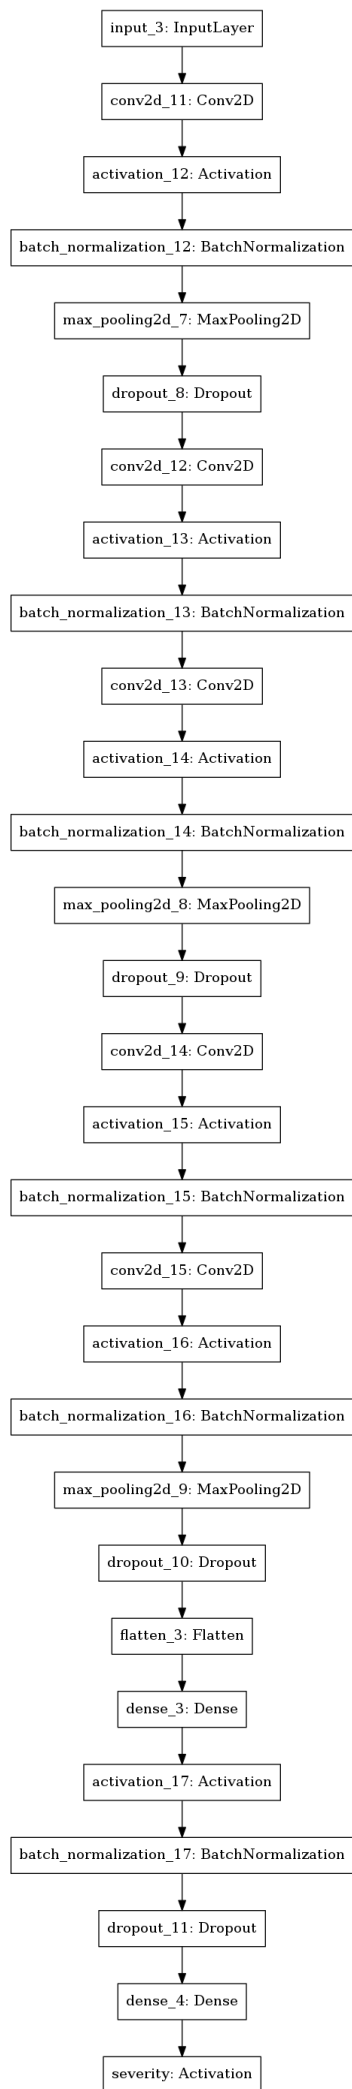 input_3: InputLayer
conv2d_11: Conv2D
activation_12: Activation
batch_normalization_12: BatchNormalization
max_pooling2d_7: MaxPooling2D
dropout_8: Dropout
conv2d_12: Conv2D
activation_13: Activation
batch_normalization_13: BatchNormalization
conv2d_13: Conv2D
activation_14: Activation
batch_normalization_14: BatchNormalization
max_pooling2d_8: MaxPooling2D
dropout_9: Dropout
conv2d_14: Conv2D
activation_15: Activation
batch_normalization_15: BatchNormalization
conv2d_15: Conv2D
activation_16: Activation
batch_normalization_16: BatchNormalization
max_pooling2d_9: MaxPooling2D
dropout_10: Dropout
flatten_3: Flatten
dense_3: Dense
activation_17: Activation
batch_normalization_17: BatchNormalization
dropout_11: Dropout
dense_4: Dense
severity: Activation